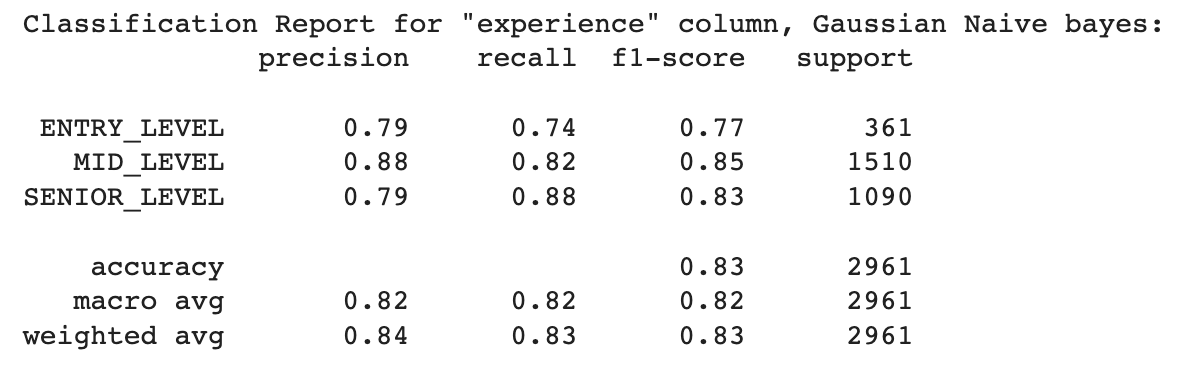 Classification Report for "experience" column, Gaussian Naive bayes:
precision recall f1-score support
ENTRY_LEVEL 0.79 0.74 0.77 361
MID_LEVEL 0.88 0.82 0.85 1510
SENIOR_LEVEL 0.79 0.88 0.83 1090
accuracy 0.83 2961
macro avg 0.82 0.82 0.82 2961
weighted avg 0.84 0.83 0.83 2961